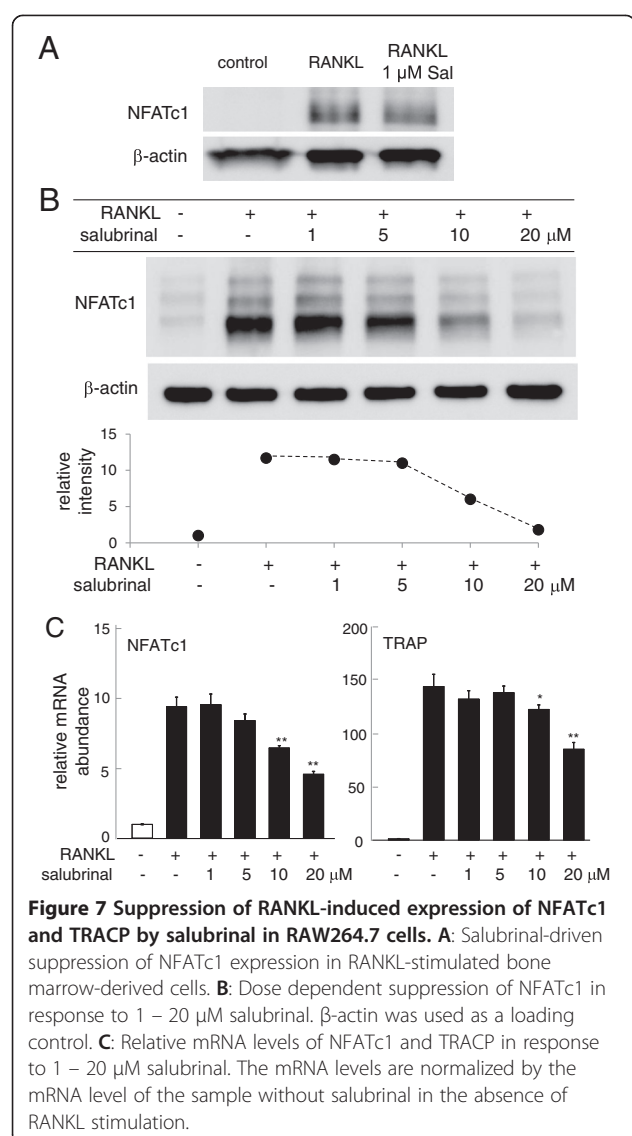 A
control RANKL RANKL
1 µM Sal
NFATc1
β-actin
B
RANKL - + + + + +
salubrinal - - 1 5 10 20 µM
NFATc1
β-actin
15
10
5
0
relative
intensity
RANKL - + + + + +
salubrinal - - 1 5 10 20 µM
C
15
10
5
0
relative mRNA
abundance
NFATc1
**
**
RANKL - + + + + +
salubrinal - - 1 5 10 20 µM
200
150
100
50
0
TRAP
*
**
- + + + + +
- - 1 5 10 20 µM
Figure 7 Suppression of RANKL-induced expression of NFATc1
and TRACP by salubrinal in RAW264.7 cells. A: Salubrinal-driven
suppression of NFATc1 expression in RANKL-stimulated bone
marrow-derived cells. B: Dose dependent suppression of NFATc1 in
response to 1 – 20 µM salubrinal. β-actin was used as a loading
control. C: Relative mRNA levels of NFATc1 and TRACP in response
to 1 – 20 µM salubrinal. The mRNA levels are normalized by the
mRNA level of the sample without salubrinal in the absence of
RANKL stimulation.